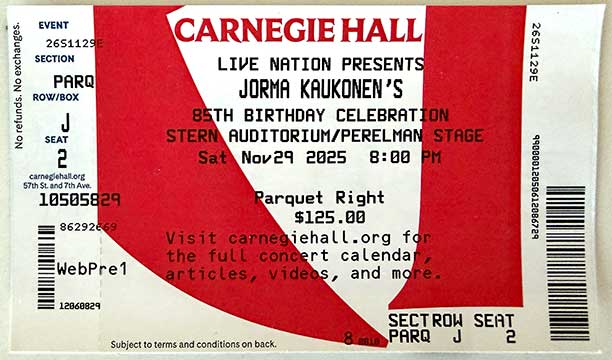 No refunds. No exchanges.
EVENT
26S1129E
SECTION
PARQ
ROW/BOX
J
SEAT
2
carnegiehall.org
57th St. and 7th Ave.
10505829
86292669
WebPre1
12060829
CARNEGIE HALL
LIVE NATION PRESENTS
JORMA KAUKONEN'S
85TH BIRTHDAY CELEBRATION
STERN AUDITORIUM/PERELMAN STAGE
Sat Nov29 2025 8:00 PM
Parquet Right
$125.00
Visit carnegiehall.org for
the full concert calendar,
articles, videos, and more.
Subject to terms and conditions on back.
SECT ROW SEAT
PARQ J 2
26S1129E